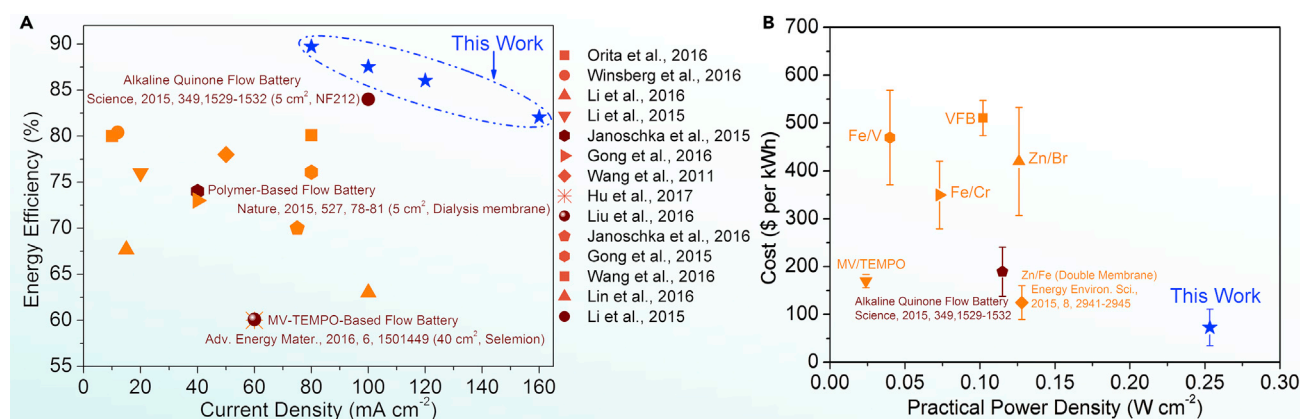 A
Energy Efficiency (%)
90
85
80
75
70
65
60
55
0
20
40
60
80
100
120
140
160
Current Density (mA cm-2)
This Work
Alkaline Quinone Flow Battery
Science, 2015, 349,1529-1532 (5 cm2, NF212)
Polymer-Based Flow Battery
Nature, 2015, 527, 78-81 (5 cm2, Dialysis membrane)
MV-TEMPO-Based Flow Battery
Adv. Energy Mater., 2016, 6, 1501449 (40 cm2, Selemion)
Orita et al., 2016
Winsberg et al., 2016
Li et al., 2016
Li et al., 2015
Janoschka et al., 2015
Gong et al., 2016
Wang et al., 2011
Hu et al., 2017
Liu et al., 2016
Janoschka et al., 2016
Gong et al., 2015
Wang et al., 2016
Lin et al., 2016
Li et al., 2015
B
Cost ($ per kWh)
700
600
500
400
300
200
100
0
0.00
0.05
0.10
0.15
0.20
0.25
0.30
Practical Power Density (W cm-2)
Fe/V
VFB
Zn/Br
Fe/Cr
MV/TEMPO
Zn/Fe (Double Membrane)
Energy Environ. Sci.,
2015, 8, 2941-2945
Alkaline Quinone Flow Battery
Science, 2015, 349,1529-1532
This Work